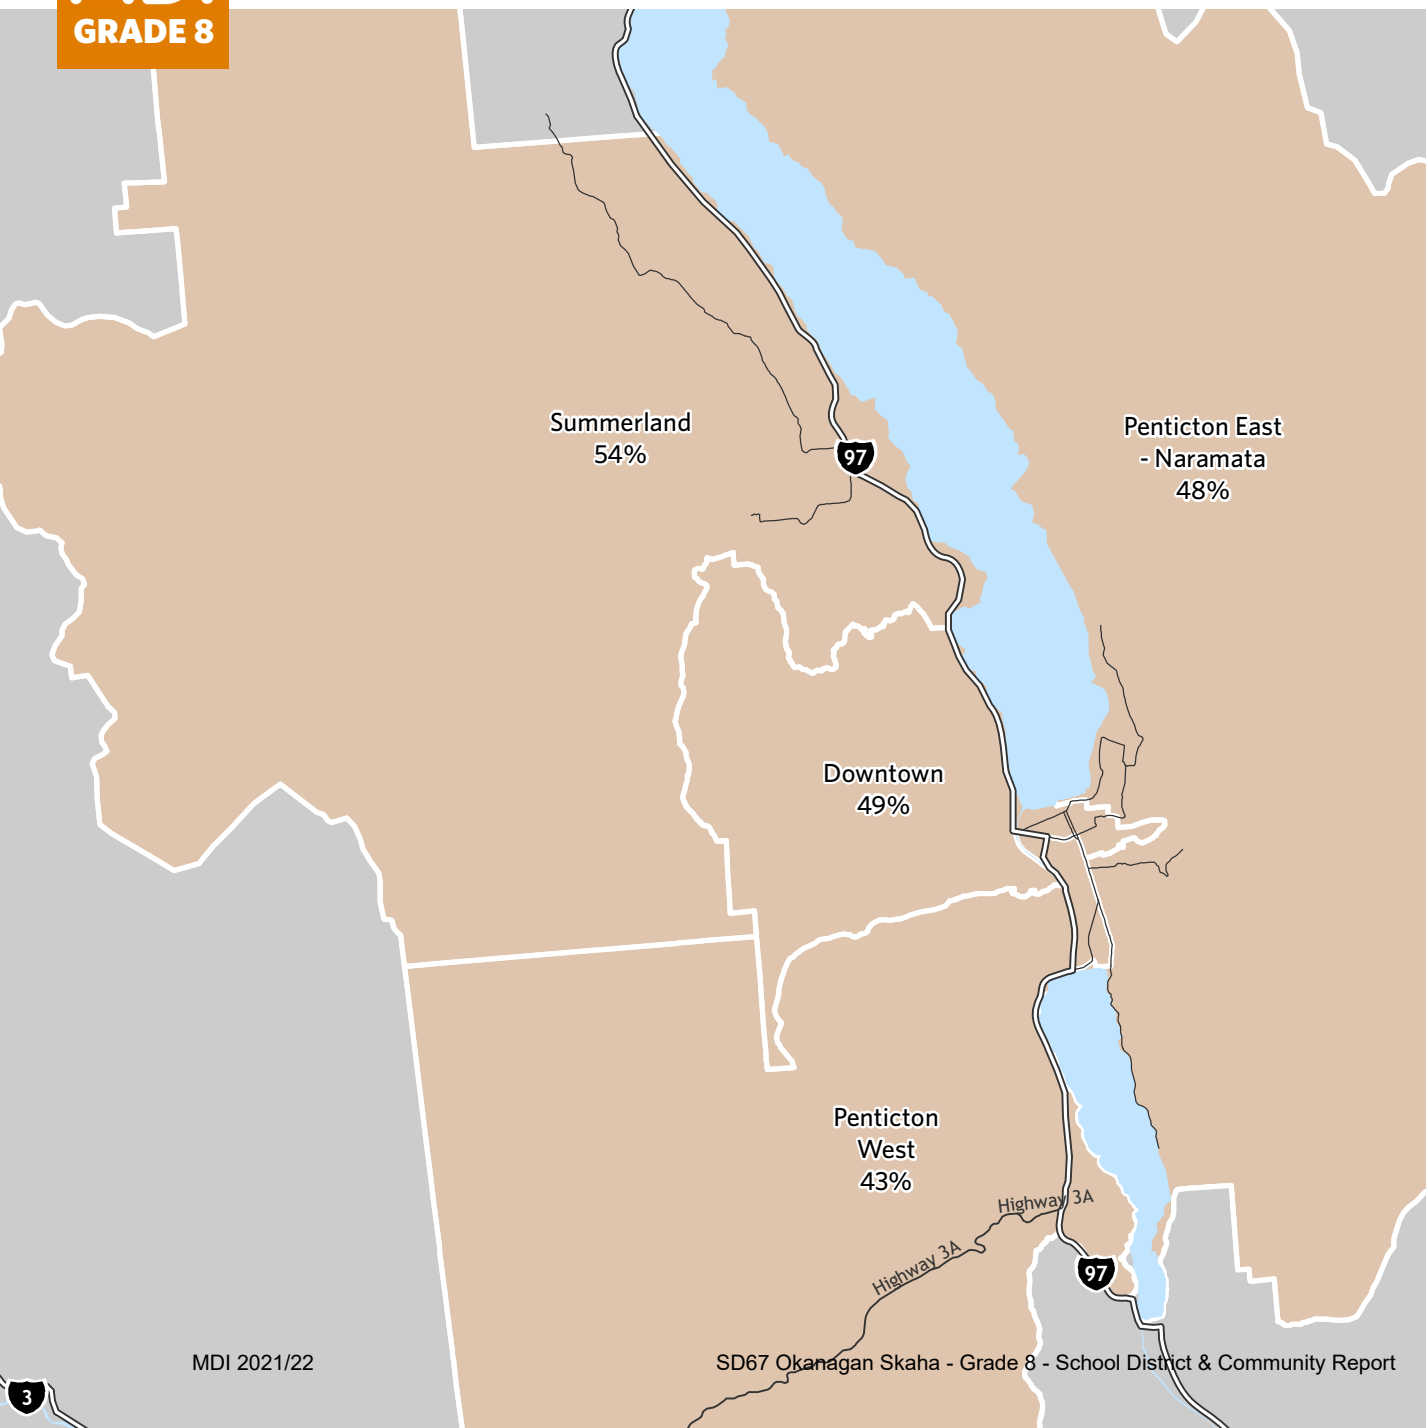 GRADE 8
Summerland
54%
97
Penticton East
- Naramata
48%
Downtown
49%
Penticton
West
43%
Highway 3A
Highway 3A
97
MDI 2021/22
SD67 Okanagan Skaha - Grade 8 - School District & Community Report
3